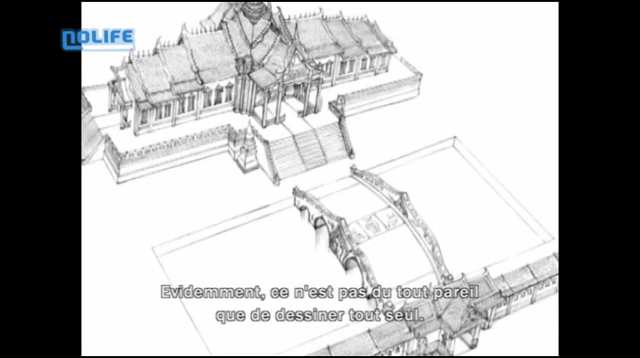 NOLIFE
Evidemment, ce n'est pas du tout pareil
que de dessiner tout seul.